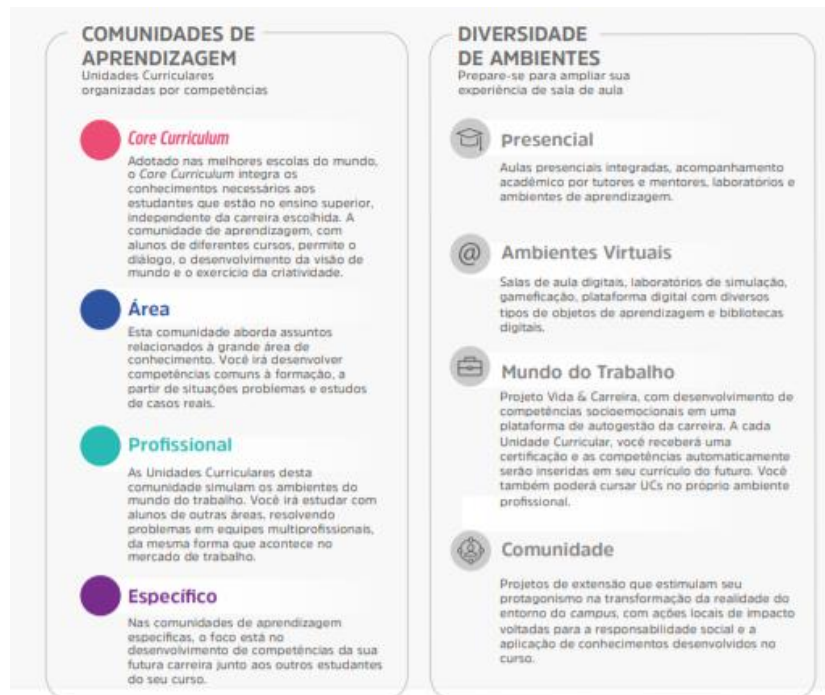 COMUNIDADES DE
APRENDIZAGEM
Unidades Curriculares
organizadas por competências
Core Curriculum
Adotado nas melhores escolas do mundo,
o Core Curriculum integra os
conhecimentos necessários aos
estudantes que estão no ensino superior,
independente da carreira escolhida. A
comunidade de aprendizagem, com
alunos de diferentes cursos, permite o
diálogo, o desenvolvimento da visão de
mundo e o exercício da criatividade.
Área
Esta comunidade aborda assuntos
relacionados à grande área de
conhecimento. Você irá desenvolver
competências comuns à formação, a
partir de situações problemas e estudos
de casos reais.
Profissional
As Unidades Curriculares desta
comunidade simulam os ambientes do
mundo do trabalho. Você irá estudar com
alunos de outras áreas, resolvendo
problemas em equipes multiprofissionais,
da mesma forma que acontece no
mercado de trabalho.
Específico
Nas comunidades de aprendizagem
específicas, o foco está no
desenvolvimento de competências da sua
futura carreira junto aos outros estudantes
do seu curso.
DIVERSIDADE
DE AMBIENTES
Prepare-se para ampliar sua
experiência de sala de aula
Presencial
Aulas presenciais integradas, acompanhamento
acadêmico por tutores e mentores, laboratórios e
ambientes de aprendizagem.
@ Ambientes Virtuais
Salas de aula digitais, laboratórios de simulação,
gameficação, plataforma digital com diversos
tipos de objetos de aprendizagem e bibliotecas
digitais.
Mundo do Trabalho
Projeto Vida & Carreira, com desenvolvimento de
competências socioemocionais em uma
plataforma de autogestão da carreira. A cada
Unidade Curricular, você receberá uma
certificação e as competências automaticamente
serão inseridas em seu currículo do futuro. Você
também poderá cursar UCs no próprio ambiente
profissional.
Comunidade
Projetos de extensão que estimulam seu
protagonismo na transformação da realidade do
entorno do campus, com ações locais de impacto
voltadas para a responsabilidade social e a
aplicação de conhecimentos desenvolvidos no
curso.